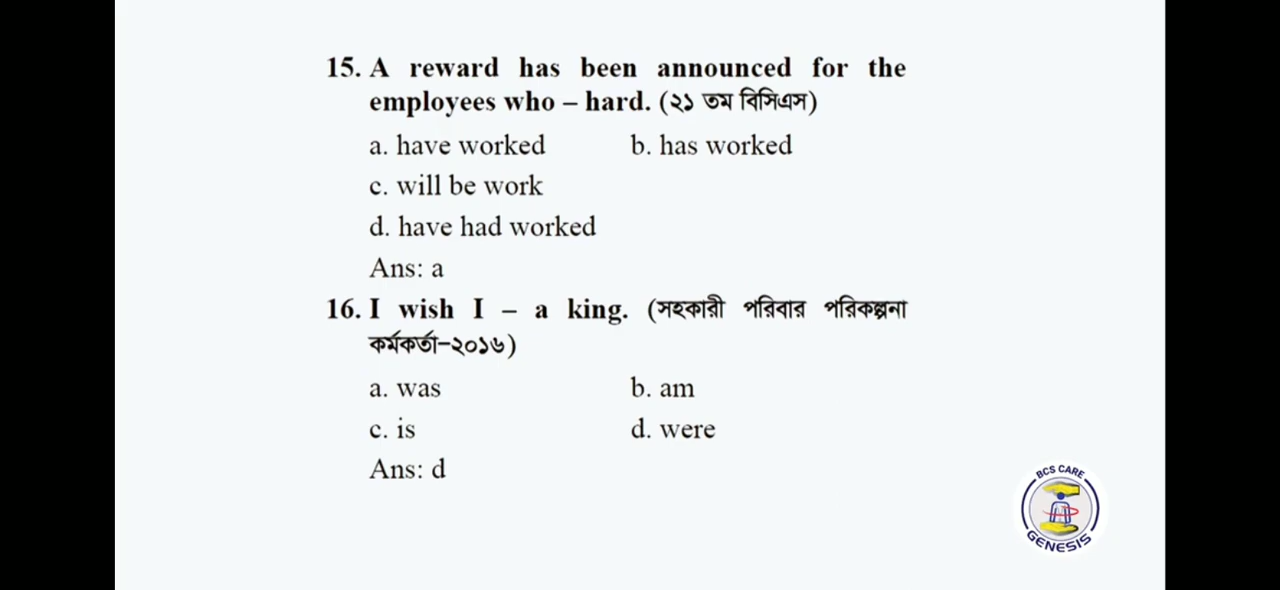 15. A reward has been announced for the
employees who – hard. (২১ তম বিসিএস)
a. have worked b. has worked
c. will be work
d. have had worked
Ans: a
16. I wish I – a king. (সহকারী পরিবার পরিকল্পনা
কর্মকর্তা-২০১৬)
a. was b. am
c. is d. were
Ans: d
BCS CARE
GENESIS